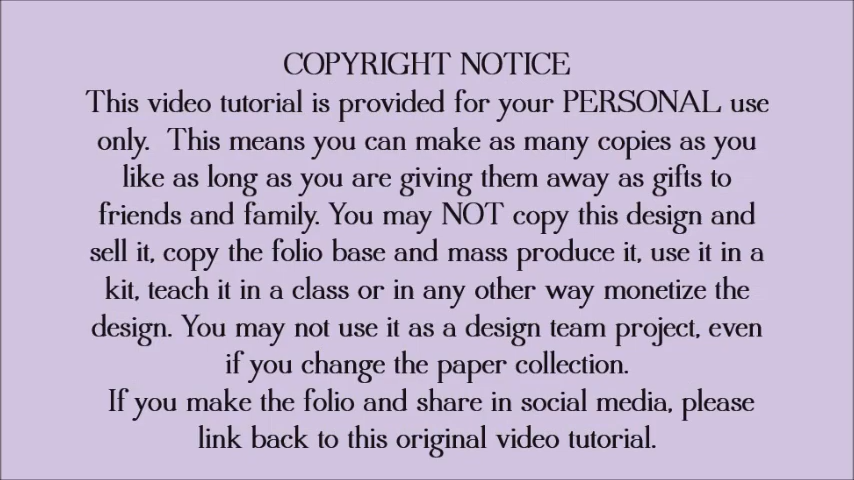 COPYRIGHT NOTICE
This video tutorial is provided for your PERSONAL use
only.  This means you can make as many copies as you
like as long as you are giving them away as gifts to
friends and family. You may NOT copy this design and
sell it, copy the folio base and mass produce it, use it in a
kit, teach it in a class or in any other way monetize the
design. You may not use it as a design team project, even
if you change the paper collection.
If you make the folio and share in social media, please
link back to this original video tutorial.